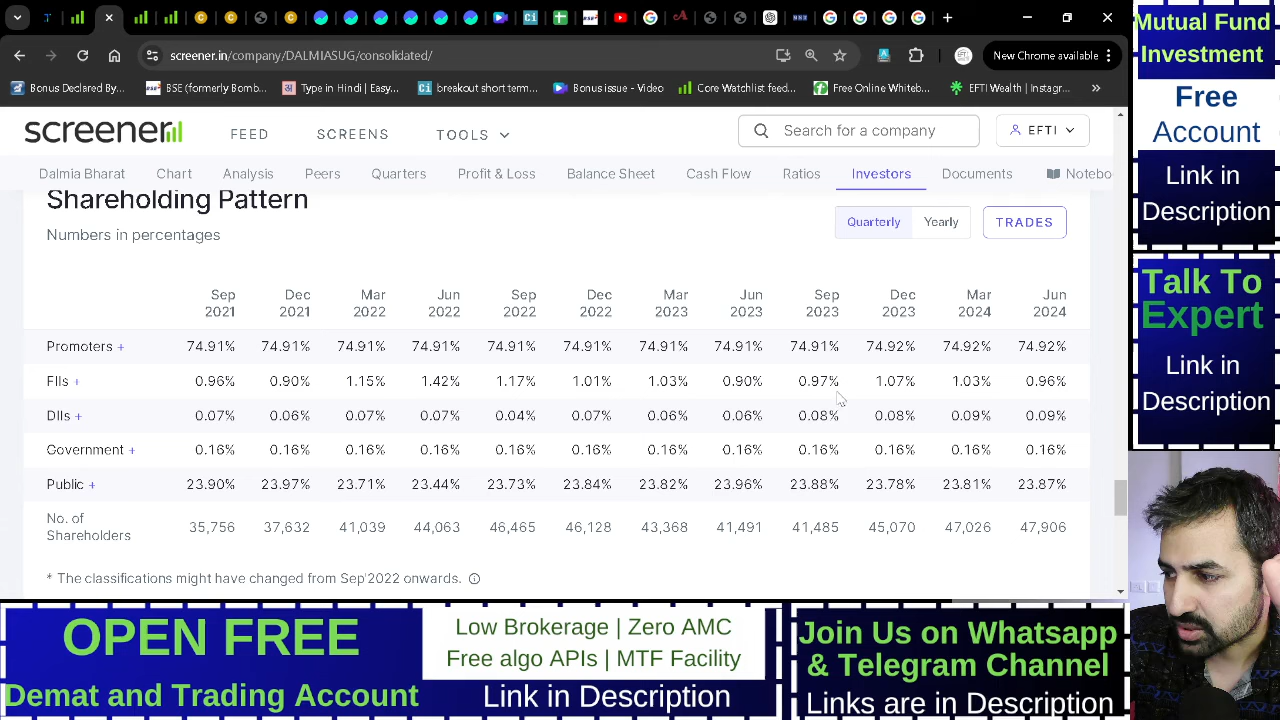 New Chrome available
screener.in/company/DALMIASUG/consolidated/
Bonus Declared By...
BSE (formerly Bomb...
Type in Hindi | Easy...
breakout short term...
Bonus issue - Video
Core Watchlist feed...
Free Online Whiteb...
EFTI Wealth | Instagr...
screener
FEED
SCREENS
TOOLS
Search for a company
EFTI
Dalmia Bharat Chart Analysis Peers Quarters Profit & Loss Balance Sheet Cash Flow Ratios Investors Documents Notebo
Shareholding Pattern
Numbers in percentages
Quarterly Yearly TRADES
Sep Dec Mar Jun Sep Dec Mar Jun Sep Dec Mar Jun
2021 2021 2022 2022 2022 2022 2023 2023 2023 2023 2024 2024
Promoters + 74.91% 74.91% 74.91% 74.91% 74.91% 74.91% 74.91% 74.91% 74.91% 74.92% 74.92% 74.92%
FIIs + 0.96% 0.90% 1.15% 1.42% 1.17% 1.01% 1.03% 0.90% 0.97% 1.07% 1.03% 0.96%
DIIs + 0.07% 0.06% 0.07% 0.07% 0.04% 0.07% 0.06% 0.06% 0.08% 0.08% 0.09% 0.09%
Government + 0.16% 0.16% 0.16% 0.16% 0.16% 0.16% 0.16% 0.16% 0.16% 0.16% 0.16% 0.16%
Public + 23.90% 23.97% 23.71% 23.44% 23.73% 23.84% 23.82% 23.96% 23.88% 23.78% 23.81% 23.87%
No. of
Shareholders 35,756 37,632 41,039 44,063 46,465 46,128 43,368 41,491 41,485 45,070 47,026 47,906
* The classifications might have changed from Sep'2022 onwards.
Mutual Fund
Investment
Free
Account
Link in
Description
Talk To
Expert
Link in
Description
OPEN FREE
Demat and Trading Account
Low Brokerage | Zero AMC
Free algo APIs | MTF Facility
Link in Description
Join Us on Whatsapp
& Telegram Channel
Links are in Description